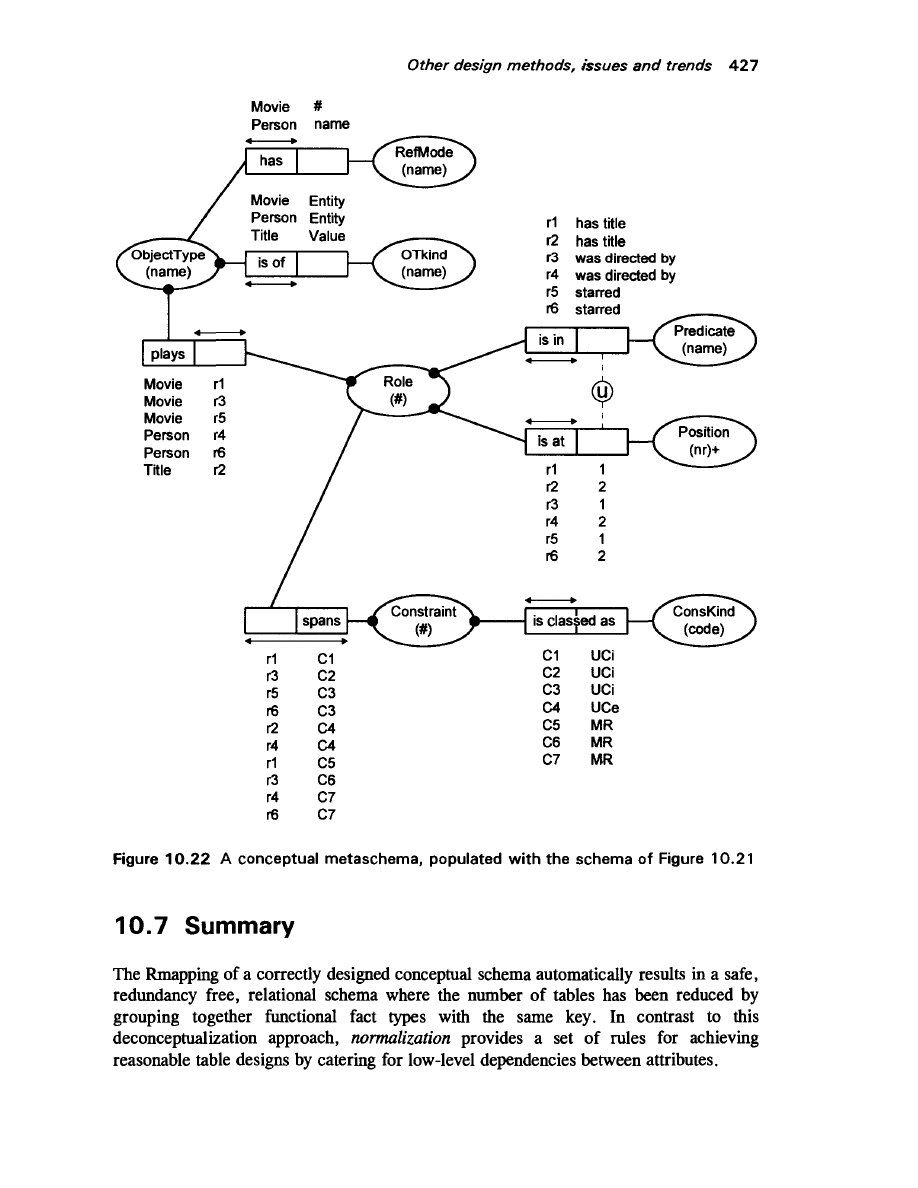 Other design methods, issues and trends 427
Movie #
Person name
has
RefMode
(name)
Movie Entity
Person Entity
Title Value
ObjectType
(name)
is of
OTkind
(name)
r1 has title
r2 has title
r3 was directed by
r4 was directed by
r5 starred
r6 starred
is in
Predicate
(name)
plays
Movie r1
Movie r3
Movie r5
Person r4
Person r6
Title r2
Role
(#)
u
is at
Position
(nr)+
r1 1
r2 2
r3 1
r4 2
r5 1
r6 2
spans
Constraint
(#)
is classed as
ConsKind
(code)
r1 C1
r3 C2
r5 C3
r6 C3
r2 C4
r4 C4
r1 C5
r3 C6
r4 C7
r6 C7
C1 UCi
C2 UCi
C3 UCi
C4 UCe
C5 MR
C6 MR
C7 MR
Figure 10.22 A conceptual metaschema, populated with the schema of Figure 10.21
10.7 Summary
The Rmapping of a correctly designed conceptual schema automatically results in a safe,
redundancy free, relational schema where the number of tables has been reduced by
grouping together functional fact types with the same key. In contrast to this
deconceptualization approach, normalization provides a set of rules for achieving
reasonable table designs by catering for low-level dependencies between attributes.